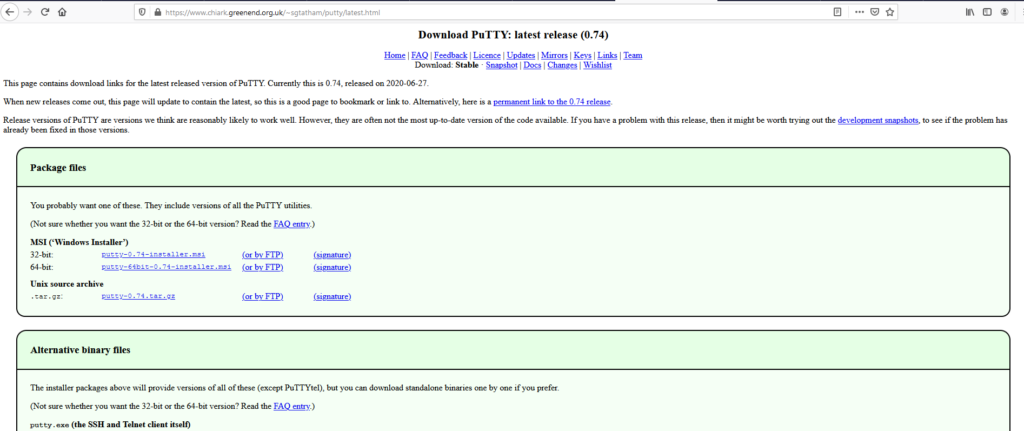 https://www.chiark.greenend.org.uk/~sgtatham/putty/latest.html
Download PuTTY: latest release (0.74)
Home | FAQ | Feedback | Licence | Updates | Mirrors | Keys | Links | Team
Download: Stable · Snapshot | Docs | Changes | Wishlist
This page contains download links for the latest released version of PuTTY. Currently this is 0.74, released on 2020-06-27.
When new releases come out, this page will update to contain the latest, so this is a good page to bookmark or link to. Alternatively, here is a permanent link to the 0.74 release.
Release versions of PuTTY are versions we think are reasonably likely to work well. However, they are often not the most up-to-date version of the code available. If you have a problem with this release, then it might be worth trying out the development snapshots, to see if the problem has
already been fixed in those versions.
Package files
You probably want one of these. They include versions of all the PuTTY utilities.
(Not sure whether you want the 32-bit or the 64-bit version? Read the FAQ entry.)
MSI (‘Windows Installer’)
32-bit: putty-0.74-installer.msi (or by FTP) (signature)
64-bit: putty-64bit-0.74-installer.msi (or by FTP) (signature)
Unix source archive
.tar.gz: putty-0.74.tar.gz (or by FTP) (signature)
Alternative binary files
The installer packages above will provide versions of all of these (except PuTTYtel), but you can download standalone binaries one by one if you prefer.
(Not sure whether you want the 32-bit or the 64-bit version? Read the FAQ entry.)
putty.exe (the SSH and Telnet client itself)